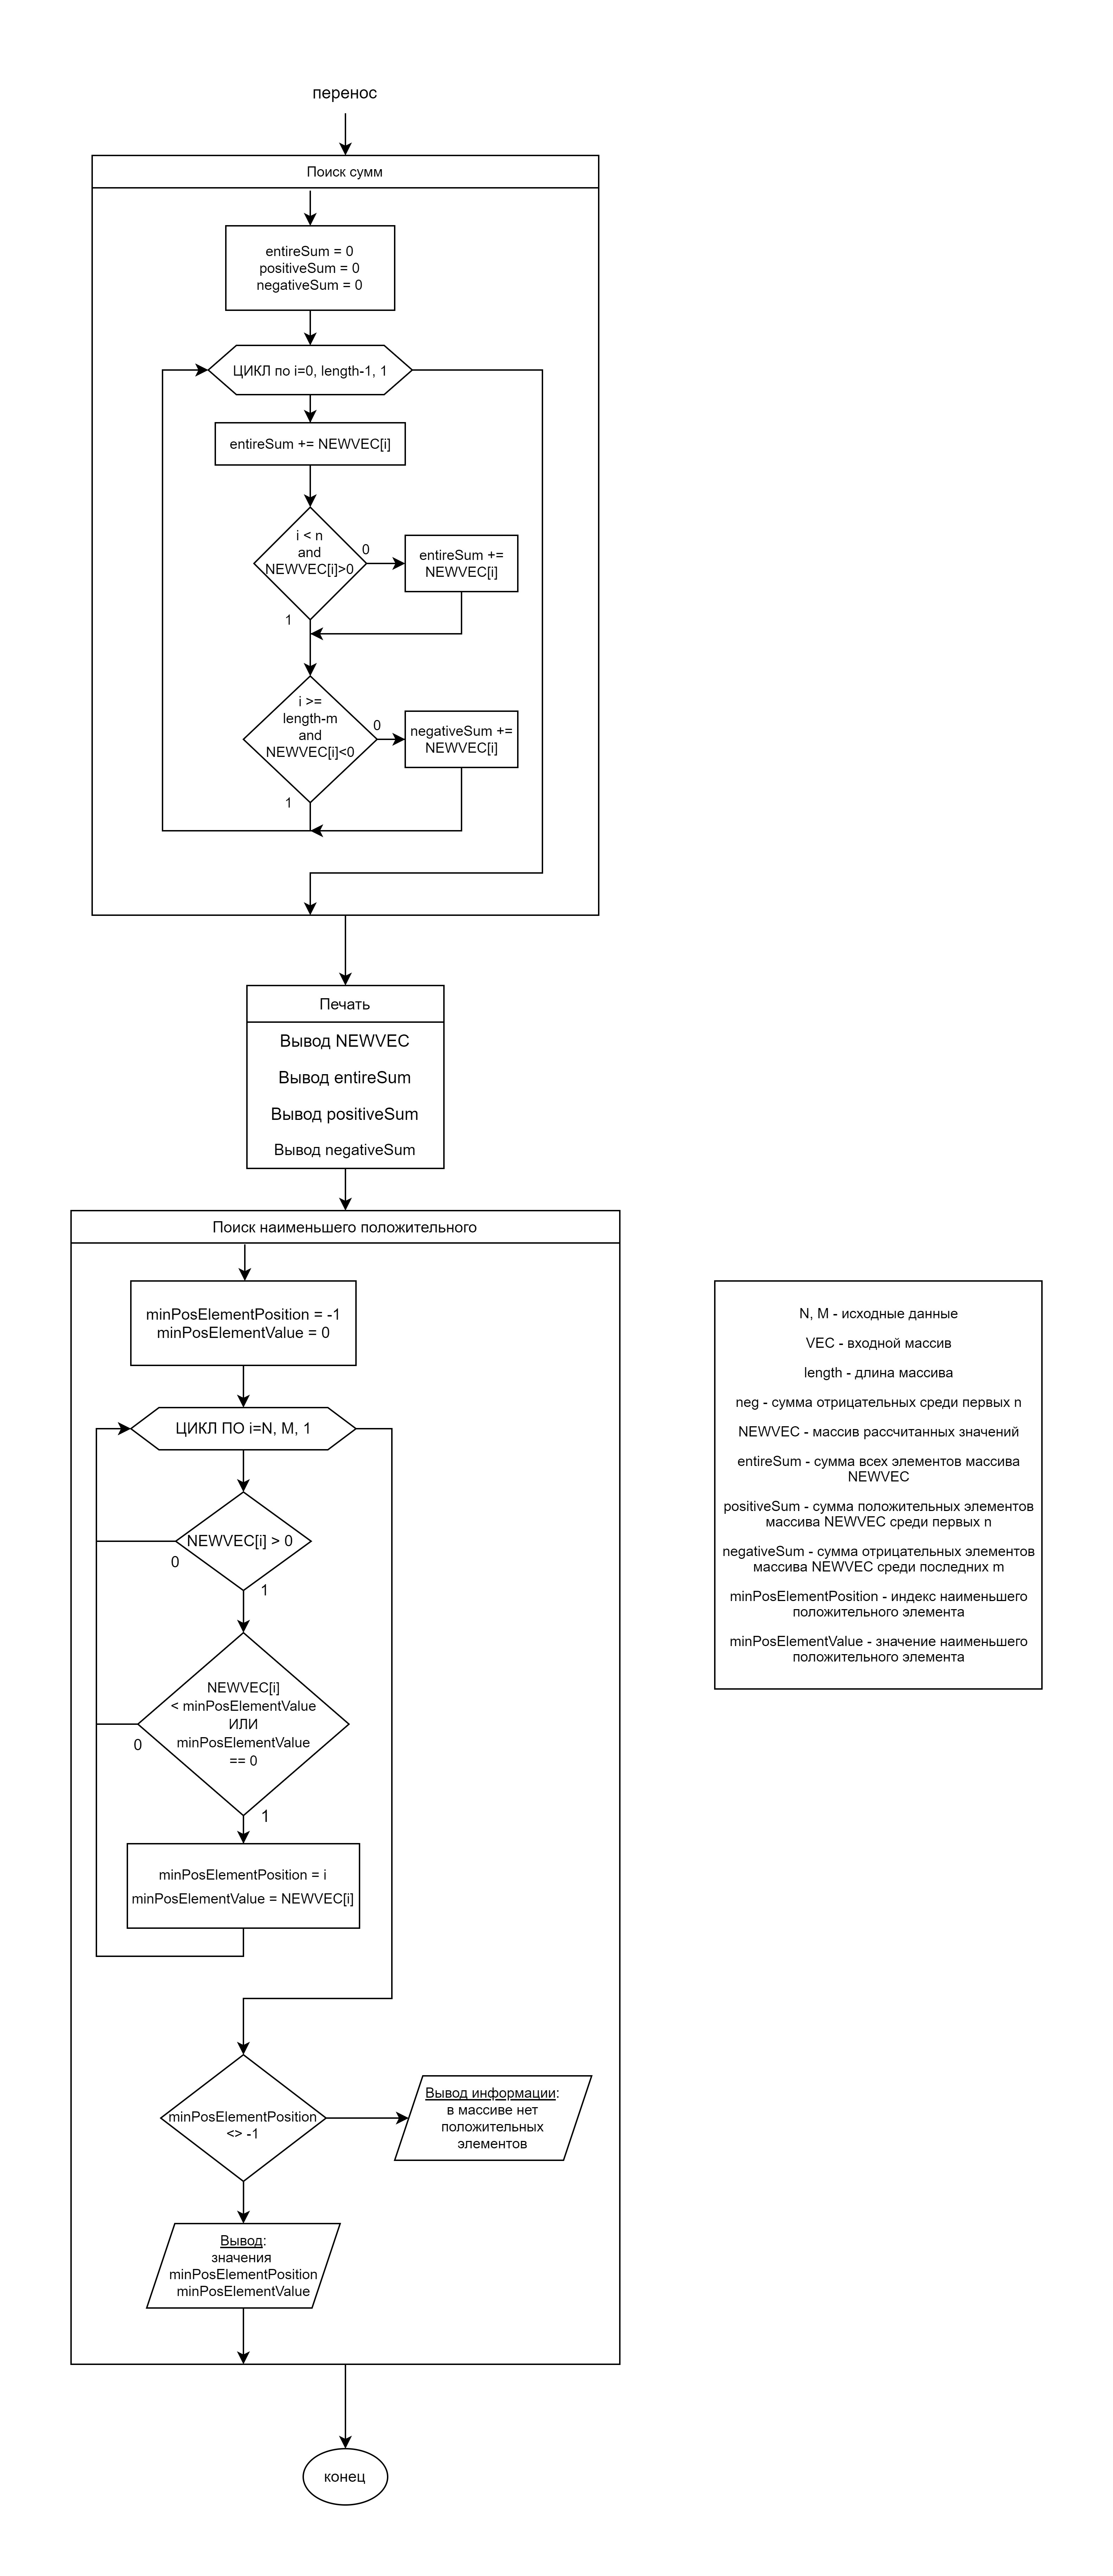 перенос
Поиск сумм
entireSum = 0
positiveSum = 0
negativeSum = 0
ЦИКЛ по i=0, length-1, 1
entireSum += NEWVEC[i]
i < n
and
NEWVEC[i]>0
0
entireSum +=
NEWVEC[i]
1
i >=
length-m
and
NEWVEC[i]<0
0
negativeSum +=
NEWVEC[i]
1
Печать
Вывод NEWVEC
Вывод entireSum
Вывод positiveSum
Вывод negativeSum
Поиск наименьшего положительного
minPosElementPosition = -1
minPosElementValue = 0
ЦИКЛ ПО i=N, M, 1
NEWVEC[i] > 0
0
1
NEWVEC[i]
< minPosElementValue
ИЛИ
minPosElementValue
== 0
0
1
minPosElementPosition = i
minPosElementValue = NEWVEC[i]
minPosElementPosition
<> -1
Вывод информации:
в массиве нет
положительных
элементов
Вывод:
значения
minPosElementPosition
minPosElementValue
конец
N, M - исходные данные
VEC - входной массив
length - длина массива
neg - сумма отрицательных среди первых n
NEWVEC - массив рассчитанных значений
entireSum - сумма всех элементов массива
NEWVEC
positiveSum - сумма положительных элементов
массива NEWVEC среди первых n
negativeSum - сумма отрицательных элементов
массива NEWVEC среди последних m
minPosElementPosition - индекс наименьшего
положительного элемента
minPosElementValue - значение наименьшего
положительного элемента